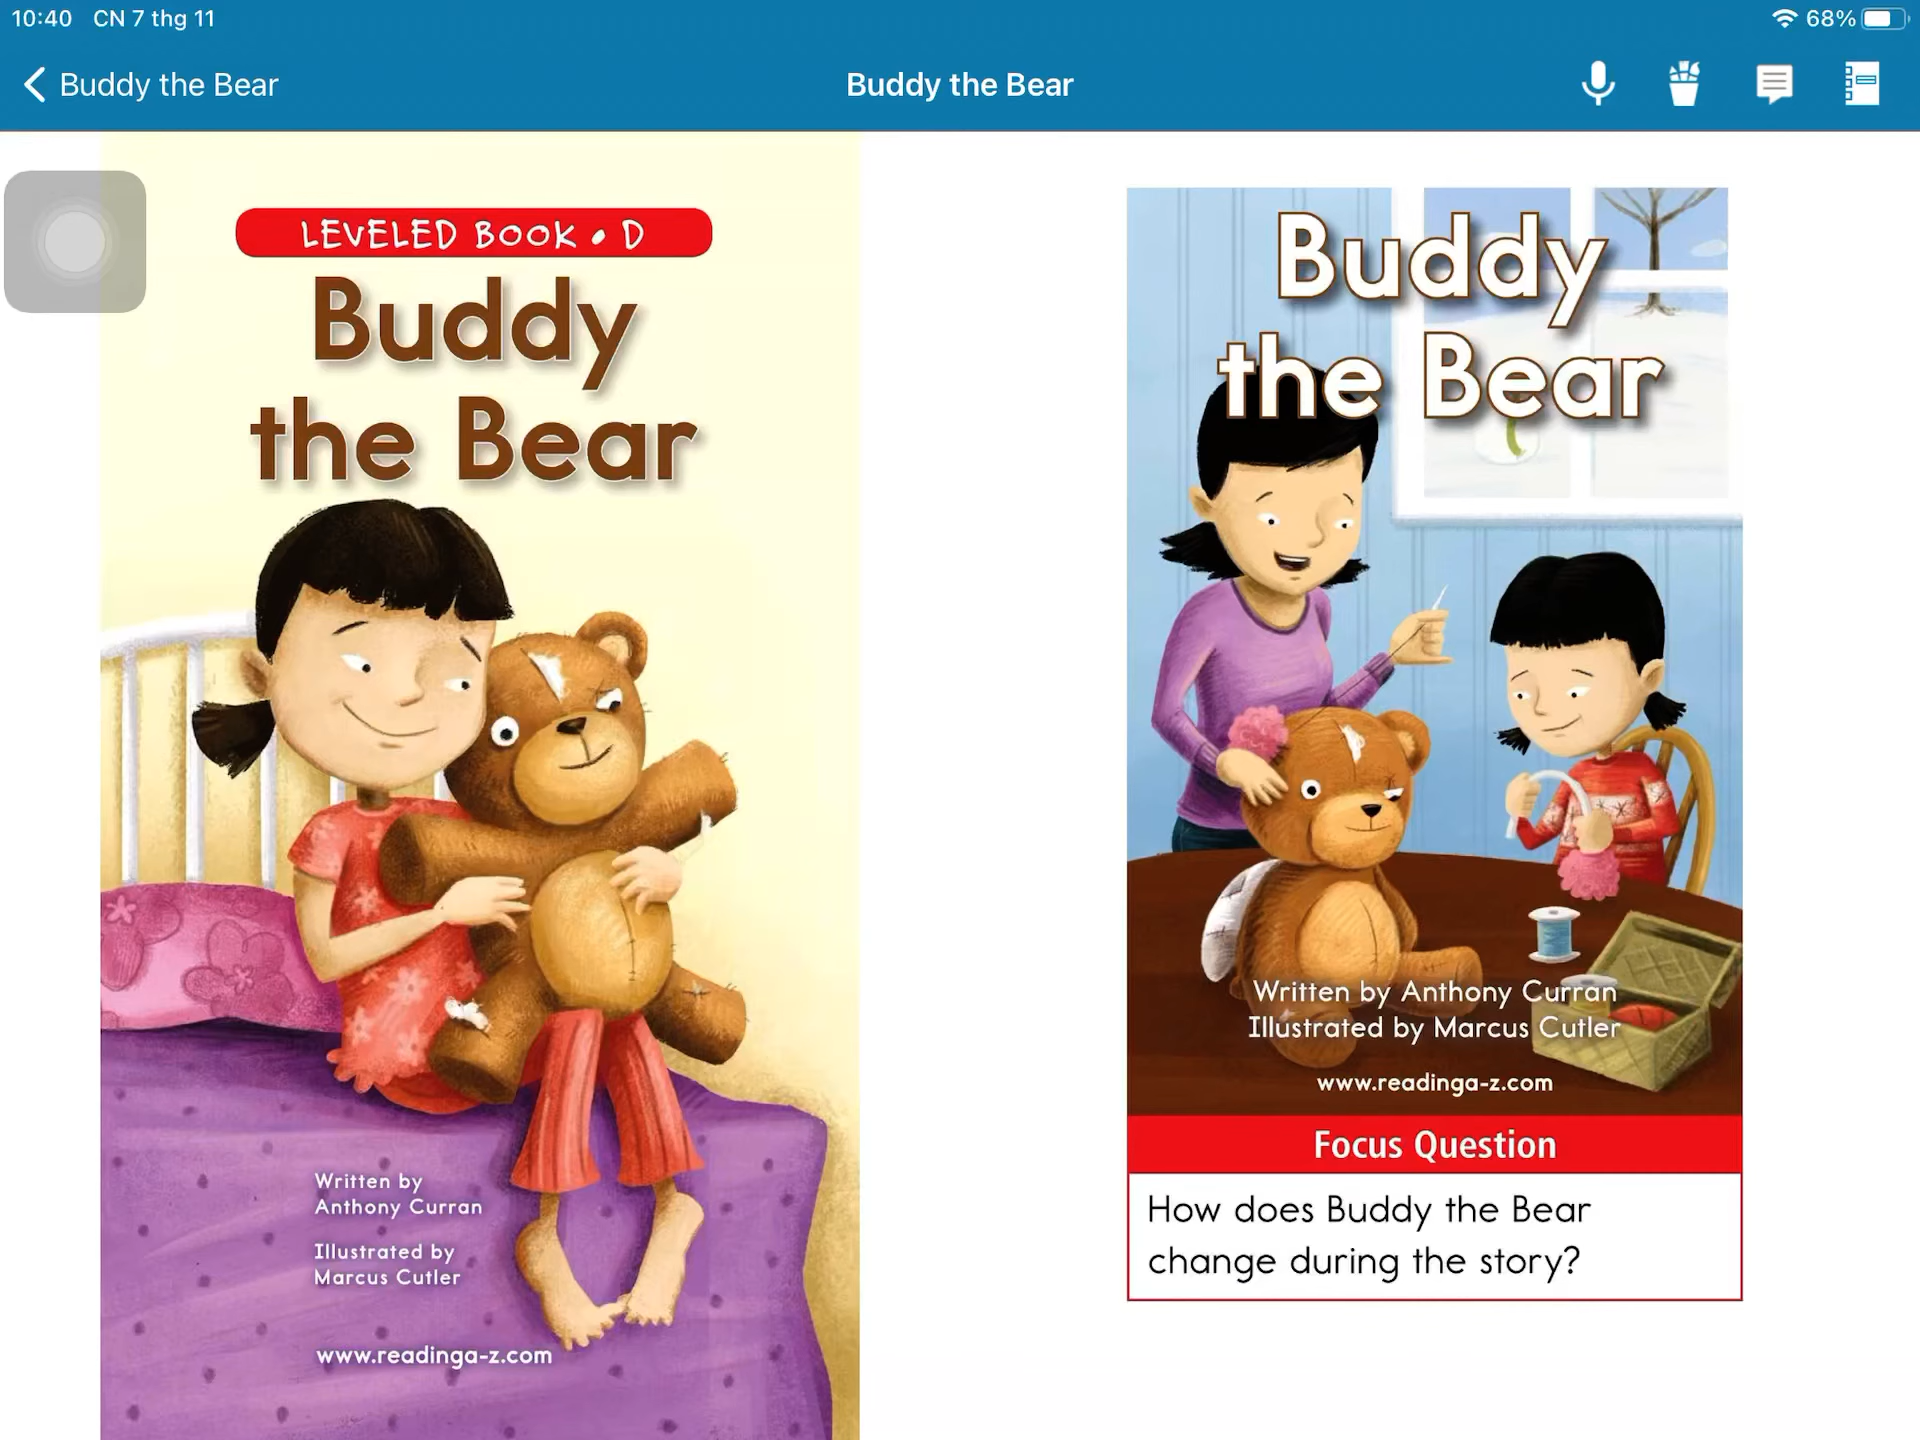 10:40 CN 7 thg 11
68%
Buddy the Bear
Buddy the Bear
LEVELED BOOK • D
Buddy
the Bear
Written by
Anthony Curran
Illustrated by
Marcus Cutler
www.readinga-z.com
Buddy
the Bear
Written by Anthony Curran
Illustrated by Marcus Cutler
www.readinga-z.com
Focus Question
How does Buddy the Bear
change during the story?